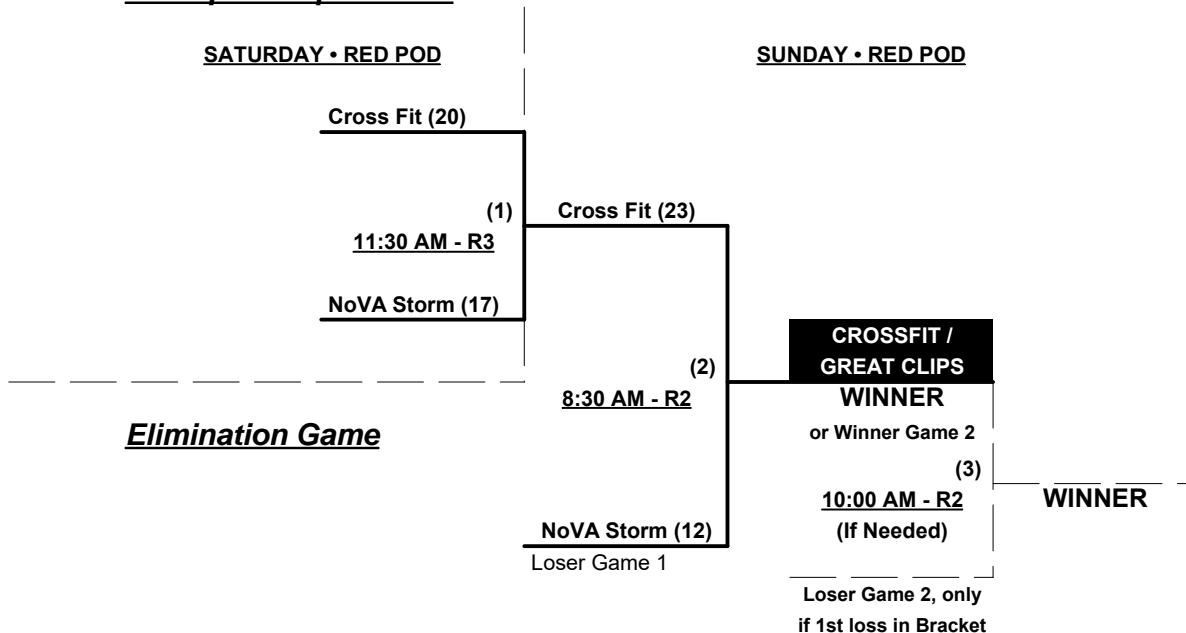 SATURDAY • RED POD
SUNDAY • RED POD
Cross Fit (20)
(1)
11:30 AM - R3
Cross Fit (23)
NoVA Storm (17)
CROSSFIT /
GREAT CLIPS
(2)
8:30 AM - R2
WINNER
or Winner Game 2
Elimination Game
(3)
10:00 AM - R2
(If Needed)
WINNER
NoVA Storm (12)
Loser Game 1
Loser Game 2, only
if 1st loss in Bracket